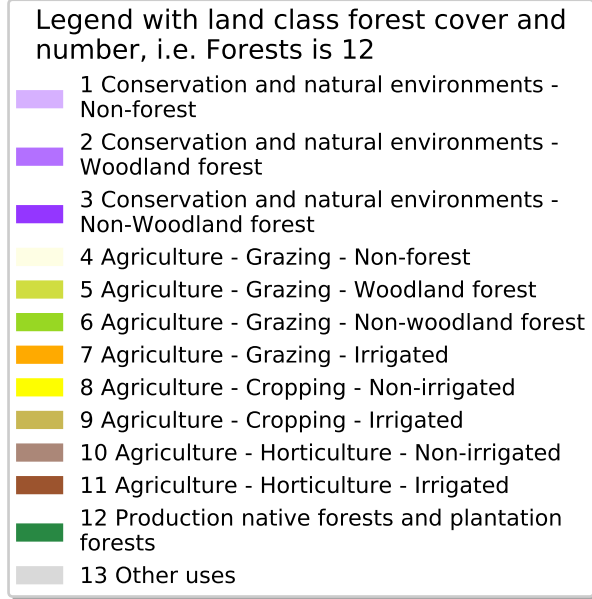 Legend with land class forest cover and
number, i.e. Forests is 12
1 Conservation and natural environments -
Non-forest
2 Conservation and natural environments -
Woodland forest
3 Conservation and natural environments -
Non-Woodland forest
4 Agriculture - Grazing - Non-forest
5 Agriculture - Grazing - Woodland forest
6 Agriculture - Grazing - Non-woodland forest
7 Agriculture - Grazing - Irrigated
8 Agriculture - Cropping - Non-irrigated
9 Agriculture - Cropping - Irrigated
10 Agriculture - Horticulture - Non-irrigated
11 Agriculture - Horticulture - Irrigated
12 Production native forests and plantation
forests
13 Other uses